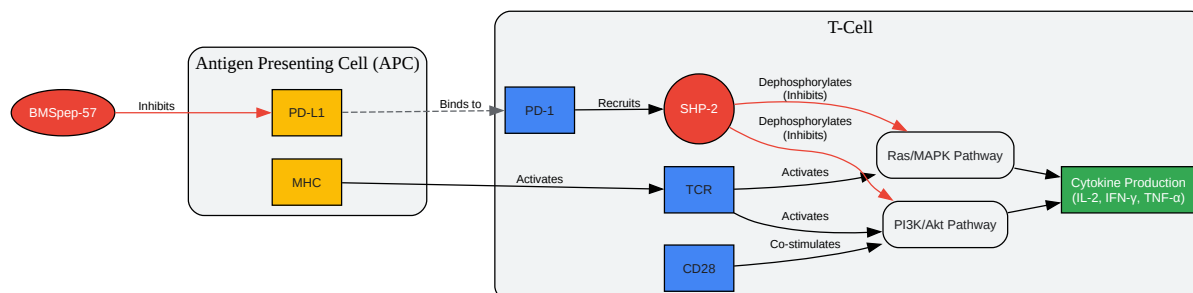 T-Cell
Antigen Presenting Cell (APC)
BMSpep-57
Inhibits
PD-L1
Binds to
PD-1
Recruits
SHP-2
Dephosphorylates
(Inhibits)
Dephosphorylates
(Inhibits)
Ras/MAPK Pathway
MHC
Activates
TCR
Activates
Activates
PI3K/Akt Pathway
Cytokine Production
(IL-2, IFN-γ, TNF-α)
CD28
Co-stimulates